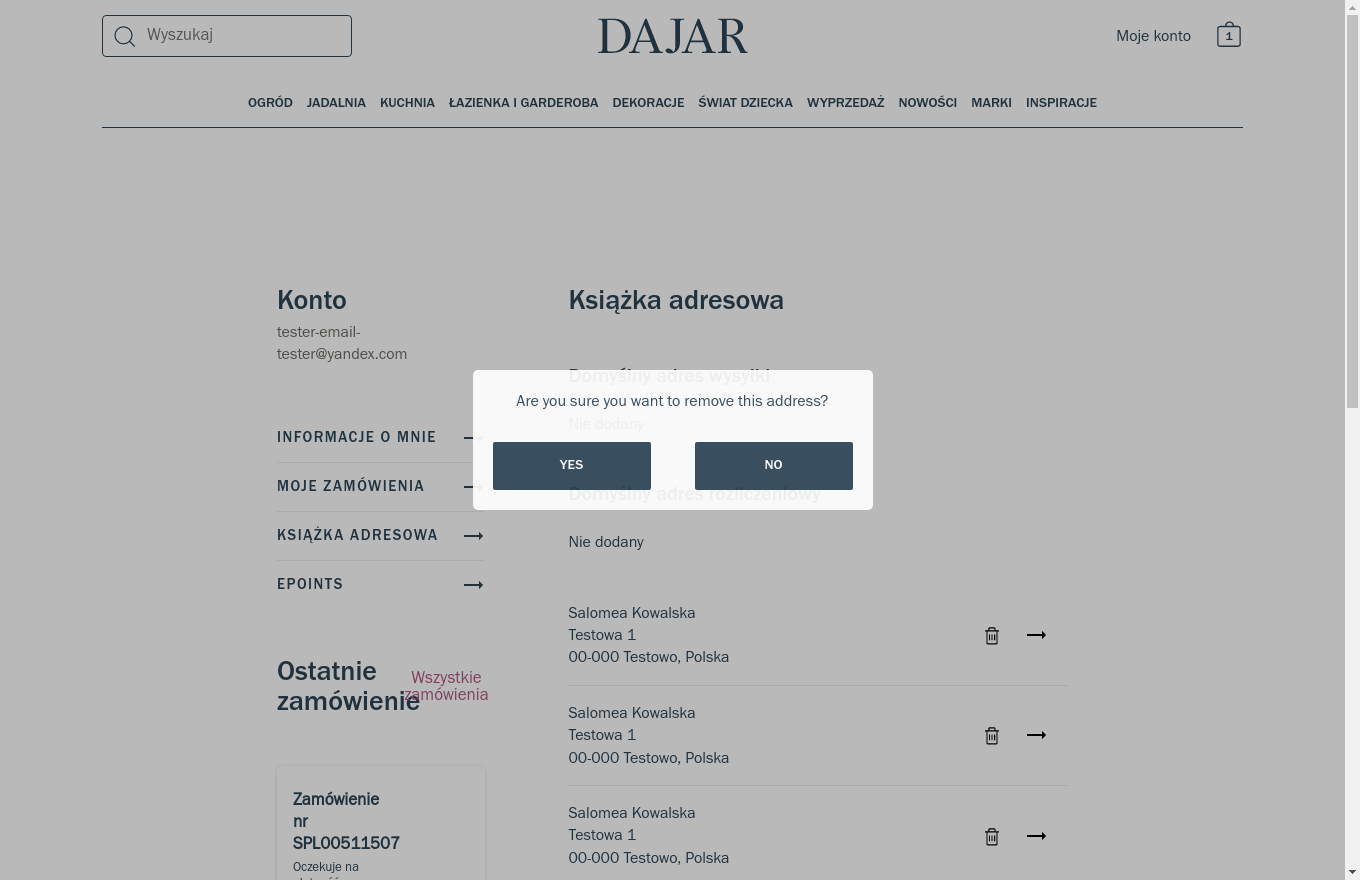 Wyszukaj
DAJAR
Moje konto
1
OGRÓD JADALNIA KUCHNIA ŁAZIENKA I GARDEROBA DEKORACJE ŚWIAT DZIECKA WYPRZEDAŻ NOWOŚCI MARKI INSPIRACJE
Konto
tester-email-
tester@yandex.com
INFORMACJE O MNIE
MOJE ZAMÓWIENIA
KSIĄŻKA ADRESOWA
EPOINTS
Ostatnie
zamówienie
Wszystkie
zamówienia
Zamówienie
nr
SPL00511507
Oczekuje na
Książka adresowa
Domyślny adres wysyłki
Nie dodany
Are you sure you want to remove this address?
YES
NO
Domyślny adres rozliczeniowy
Nie dodany
Salomea Kowalska
Testowa 1
00-000 Testowo, Polska
Salomea Kowalska
Testowa 1
00-000 Testowo, Polska
Salomea Kowalska
Testowa 1
00-000 Testowo, Polska